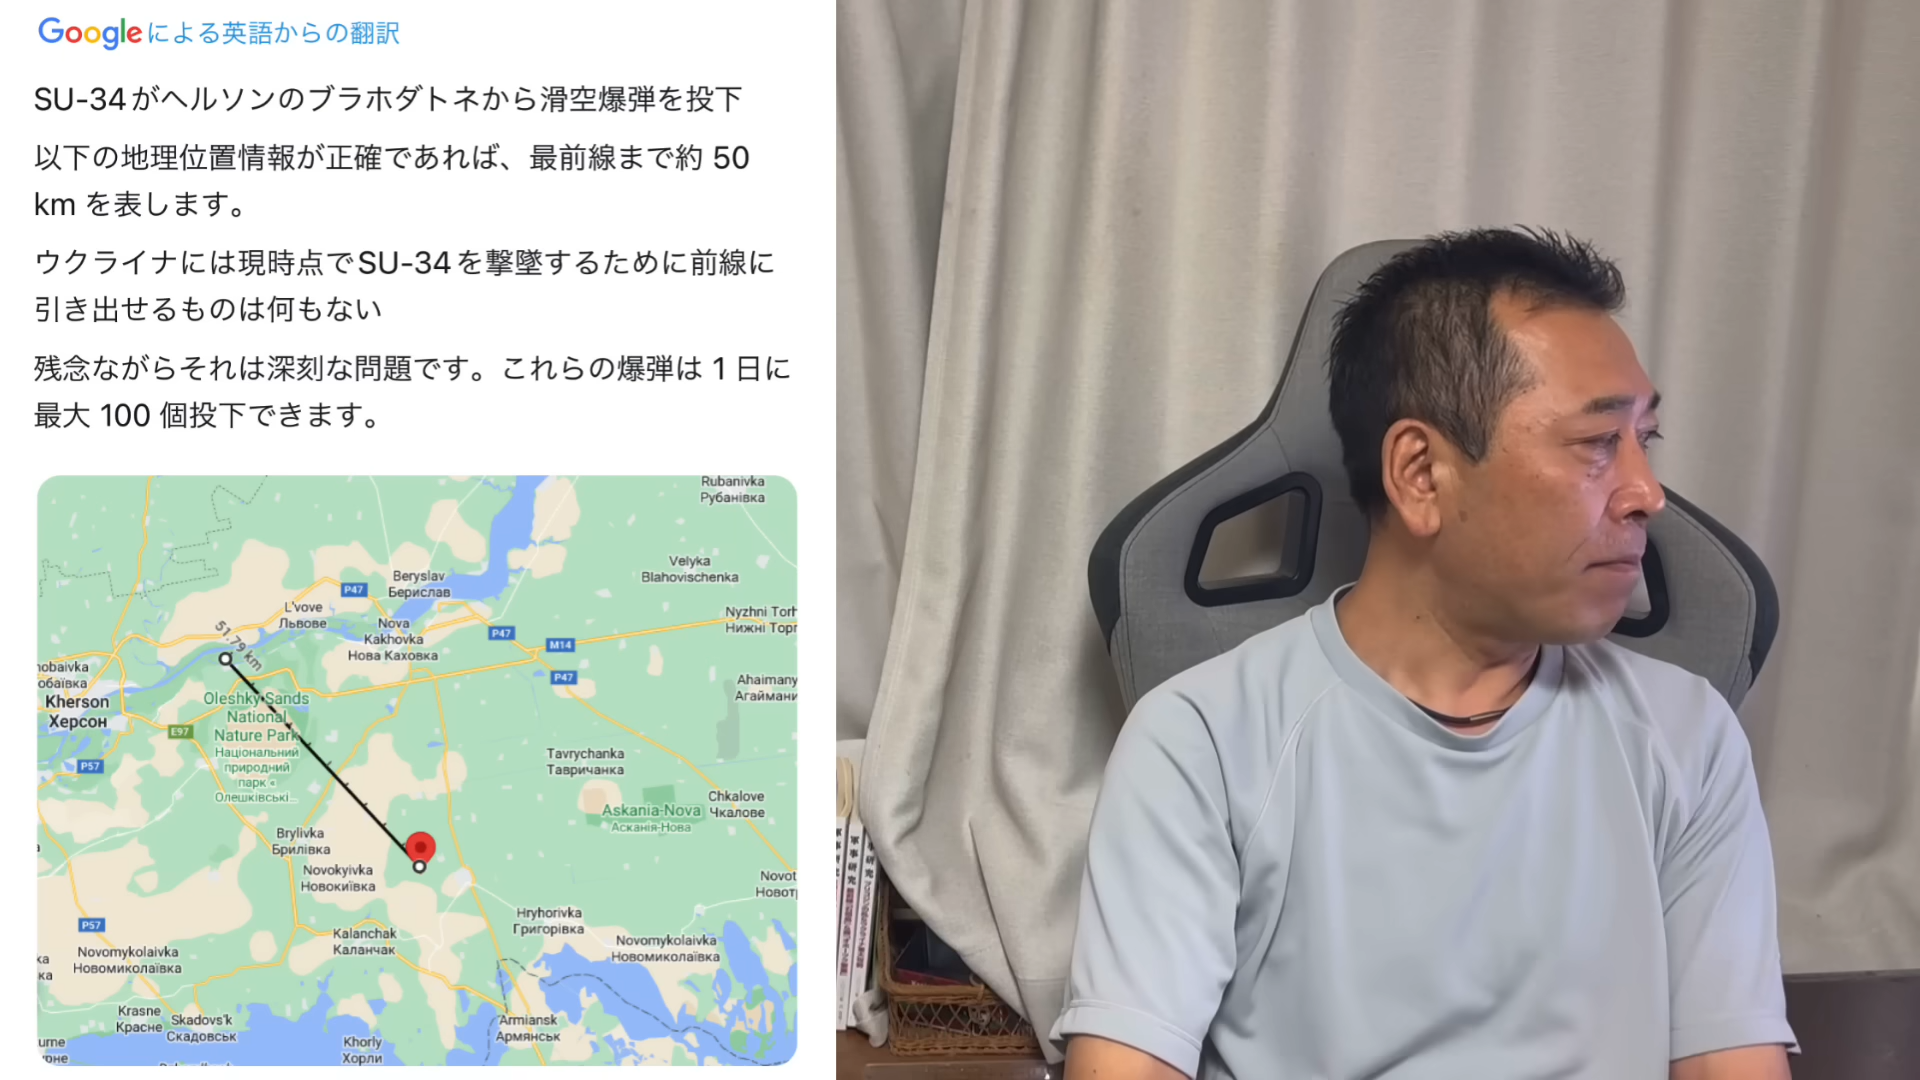 Googleによる英語からの翻訳
SU-34がヘルソンのブラホダトネから滑空爆弾を投下
以下の地理位置情報が正確であれば、最前線まで約 50
km を表します。
ウクライナには現時点でSU-34を撃墜するために前線に
引き出せるものは何もない
残念ながらそれは深刻な問題です。これらの爆弾は 1 日に
最大 100 個投下できます。
Rubanivka
Рубанівка
Velyka
Blahovischenka
Beryslav
Берислав
P47
L'vove
Львове
Nova
Kakhovka
Нова Каховка
P47
M14
P47
Nyzhni Torh
Нижні Торг
51.79 km
Kherson
Херсон
Oleshky Sands
National
Nature Park
Національний
природний
парк «
Олешківські...
E97
P57
Ahaimany
Агаймани
Tavrychanka
Тавричанка
Askania-Nova
Асканія-Нова
Chkalove
Чкалове
Brylivka
Брилівка
Novokyivka
Новокиївка
P57
Hryhorivka
Григорівка
Kalanchak
Каланчак
Novomykolaivka
Новомиколаївка
Novomykolaivka
Новомиколаївка
Krasne
Красне
Skadovs'k
Скадовськ
Khorly
Хорли
Armiansk
Армянськ
軍事研究
軍事研究